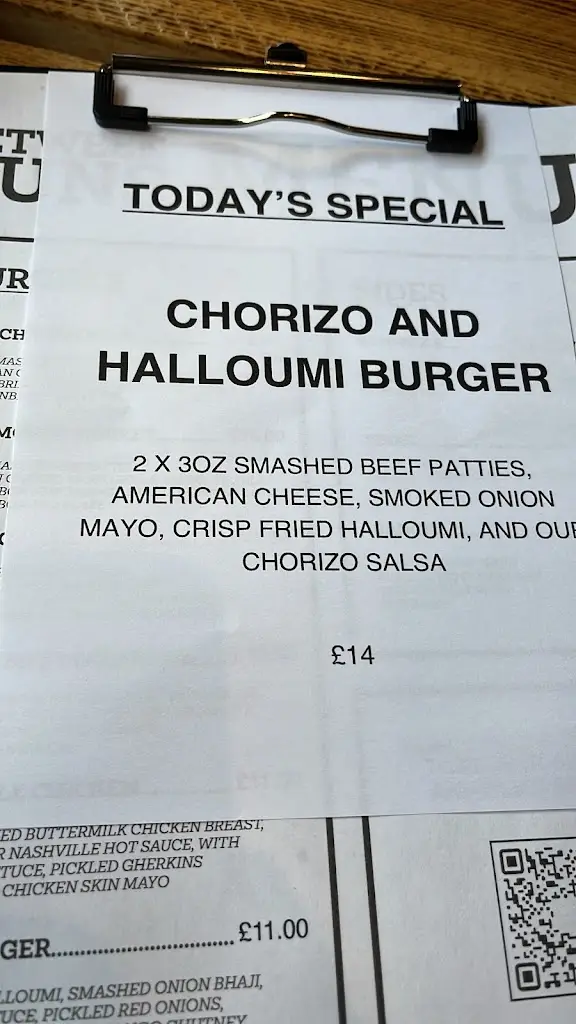 TODAY'S SPECIAL
CHORIZO AND
HALLOUMI BURGER
2 X 3OZ SMASHED BEEF PATTIES,
AMERICAN CHEESE, SMOKED ONION
MAYO, CRISP FRIED HALLOUMI, AND OUR
CHORIZO SALSA
£14
ED BUTTERMILK CHICKEN BREAST,
R NASHVILLE HOT SAUCE, WITH
TUCE, PICKLED GHERKINS
CHICKEN SKIN MAYO
GER.................................£11.00
LLOUMI, SMASHED ONION BHAJI,
UCE, PICKLED RED ONIONS,
CHUTNEY